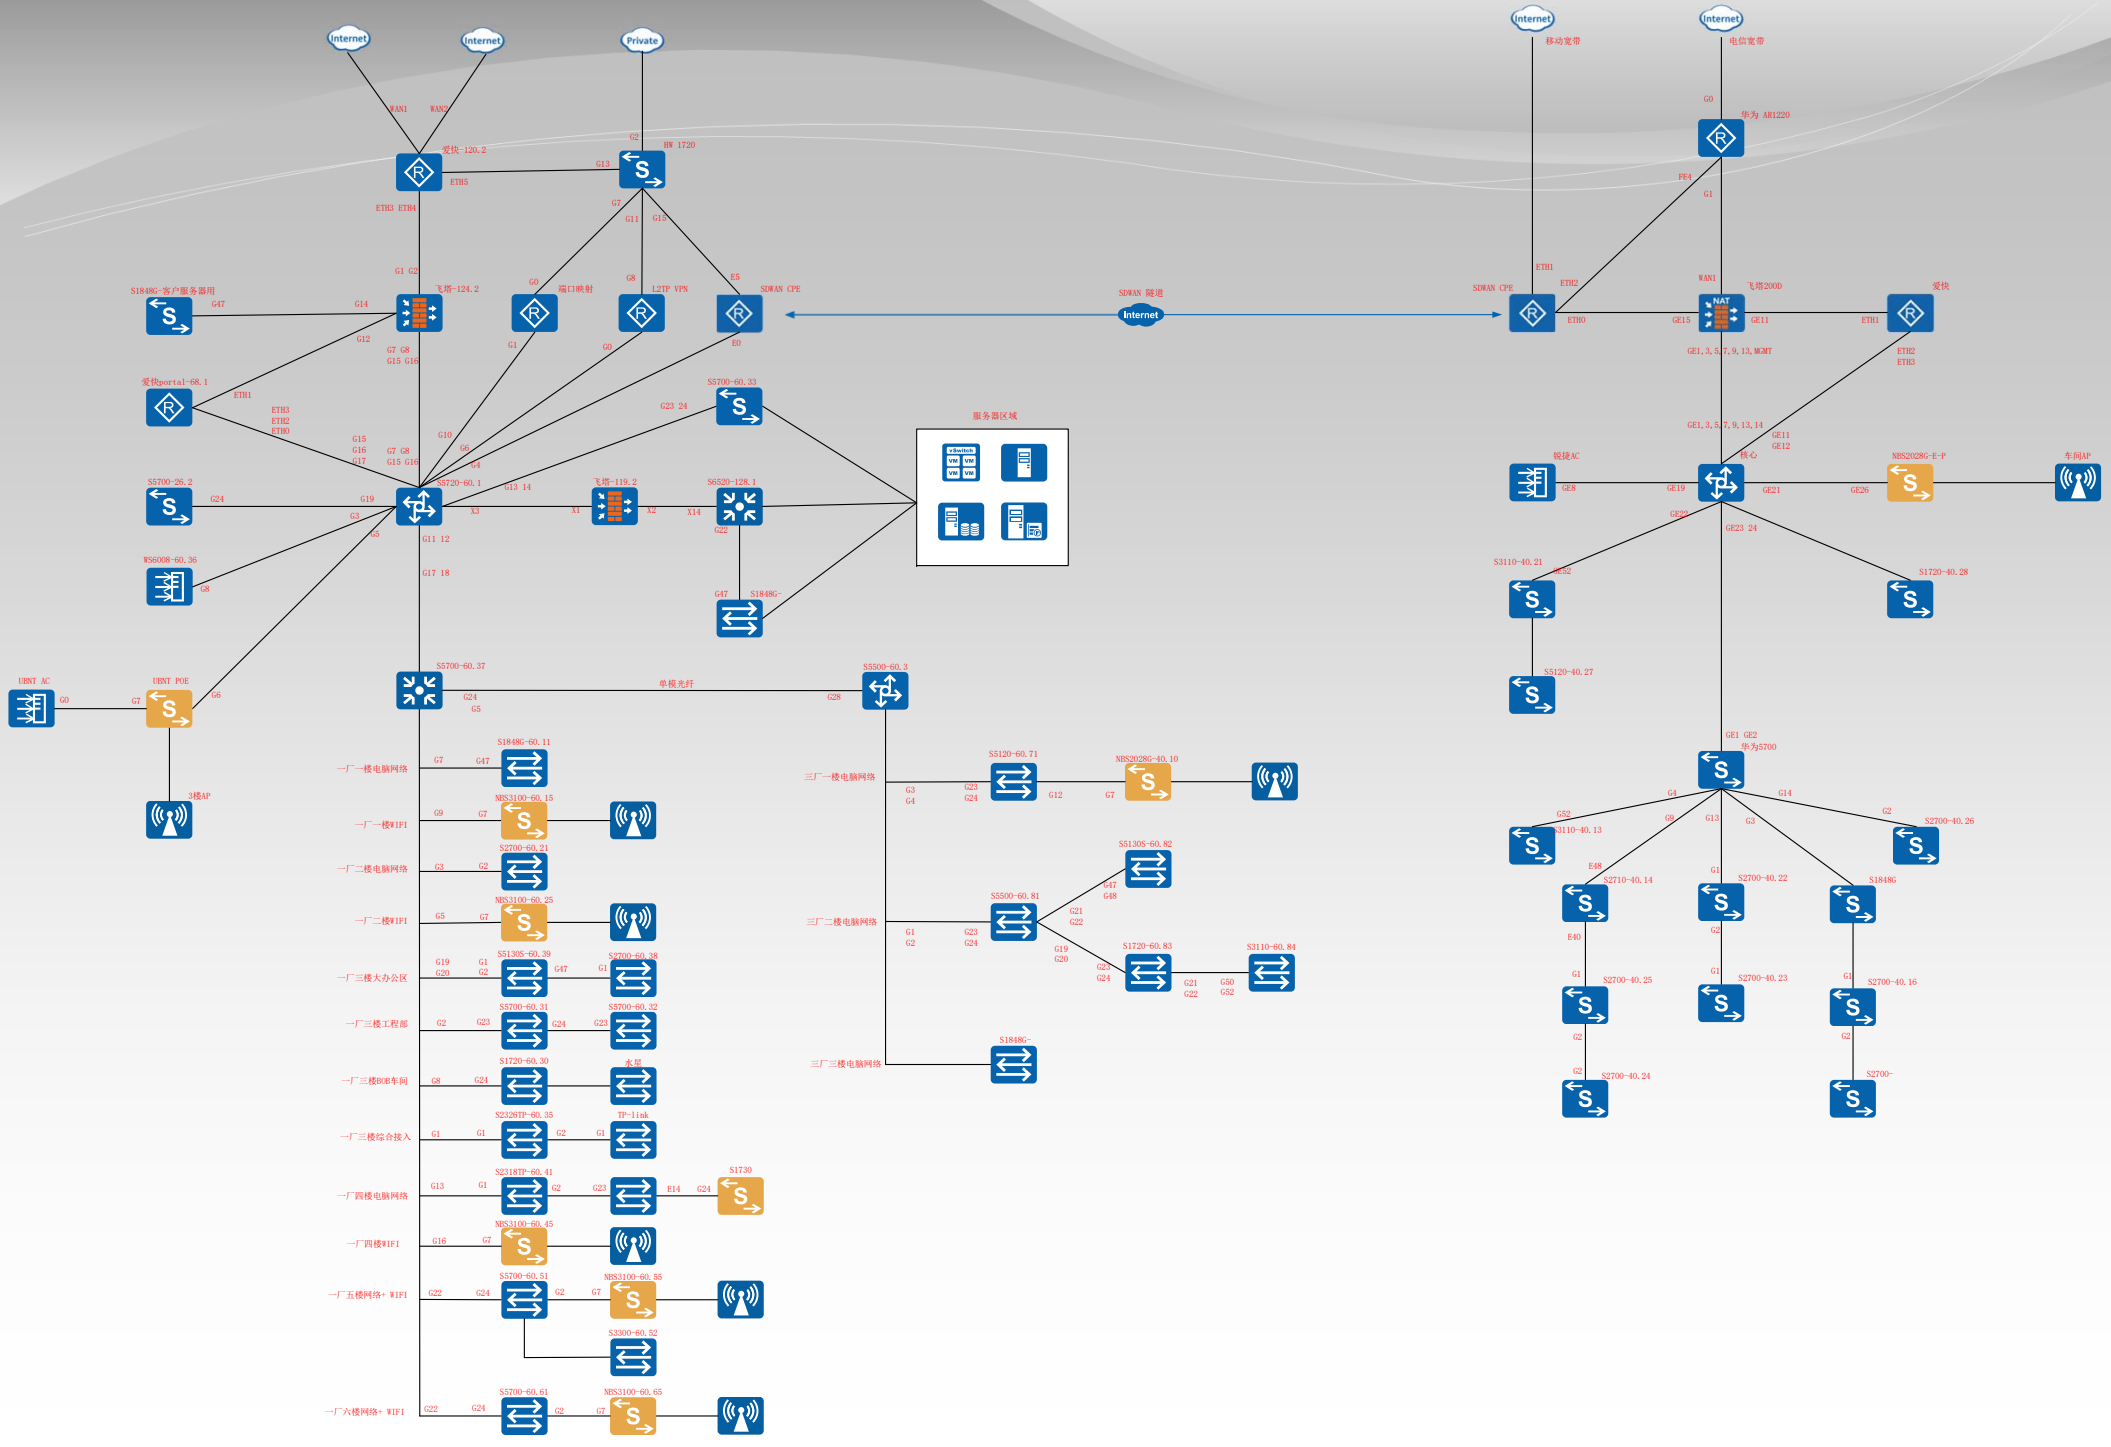 Internet
Internet
Private
WAN1
WAN2
G2
爱快-120.2
HW 1720
ETH5
G13
ETH3 ETH4
G7
G11
G15
G1 G2
G0
G8
E5
S1848G-客户服务器用
G47
G14
飞塔-124.2
端口映射
L2TP VPN
SDWAN CPE
SDWAN 隧道
Internet
G12
G7 G8
G15 G16
G1
G0
E0
爱快portal-68.1
ETH1
ETH3
ETH2
ETH0
S5700-60.33
G23 24
服务器区域
vSwitch
VM VM
VM VM
G15
G16
G17
G7 G8
G15 G16
G10
G6
G4
S5700-26.2
G24
G19
S5720-60.1
G13 14
X3
X1
飞塔-119.2
X2
X14
S6520-128.1
G3
G5
G22
WS6008-60.36
G8
G11 12
G17 18
G47
S1848G-
UBNT AC
G0
G7
UBNT POE
G6
3楼AP
S5700-60.37
G24
G5
单模光纤
G28
S5500-60.3
一厂一楼电脑网络
G7
G47
S1848G-60.11
一厂一楼WIFI
G9
G7
NBS3100-60.15
一厂二楼电脑网络
G3
G2
S2700-60.21
一厂二楼WIFI
G5
G7
NBS3100-60.25
一厂三楼大办公区
G19
G20
G1
G2
S5130S-60.39
G47
G1
S2700-60.38
一厂三楼工程部
G2
G23
S5700-60.31
G24
G23
S5700-60.32
一厂三楼BOB车间
G8
G24
S1720-60.30
水星
一厂三楼综合接入
G1
G1
S2326TP-60.35
G2
G1
TP-link
一厂四楼电脑网络
G13
G1
S2318TP-60.41
G2
G23
E14
G24
S1730
一厂四楼WIFI
G16
G7
NBS3100-60.45
一厂五楼网络+ WIFI
G22
G24
S5700-60.51
G2
G7
NBS3100-60.55
S3300-60.52
一厂六楼网络+ WIFI
G22
G24
S5700-60.61
G2
G7
NBS3100-60.65
三厂一楼电脑网络
G3
G4
G23
G24
S5120-60.71
G12
G7
NBS2028G-40.10
三厂二楼电脑网络
G1
G2
G23
G24
S5500-60.81
G21
G22
G47
G48
S5130S-60.82
G19
G20
G23
G24
S1720-60.83
G21
G22
G50
G52
S3110-60.84
三厂三楼电脑网络
S1848G-
Internet
移动宽带
Internet
电信宽带
G0
华为 AR1220
FE4
G1
ETH1
ETH2
SDWAN CPE
ETH0
WAN1
飞塔200D
NAT
GE15
GE11
爱快
ETH1
GE1,3,5,7,9,13,MGMT
ETH2
ETH3
GE1,3,5,7,9,13,14
GE11
GE12
锐捷AC
GE8
GE19
核心
GE21
GE26
NBS2028G-E-P
车间AP
GE22
GE23 24
S3110-40.21
GE52
S1720-40.28
S5120-40.27
GE1 GE2
华为5700
G4
G9
G13
G3
G14
G52
S3110-40.13
G2
S2700-40.26
E48
S2710-40.14
G1
S2700-40.22
S1848G
E40
G2
G1
S2700-40.25
G1
S2700-40.23
G1
S2700-40.16
G2
G2
G2
S2700-40.24
S2700-